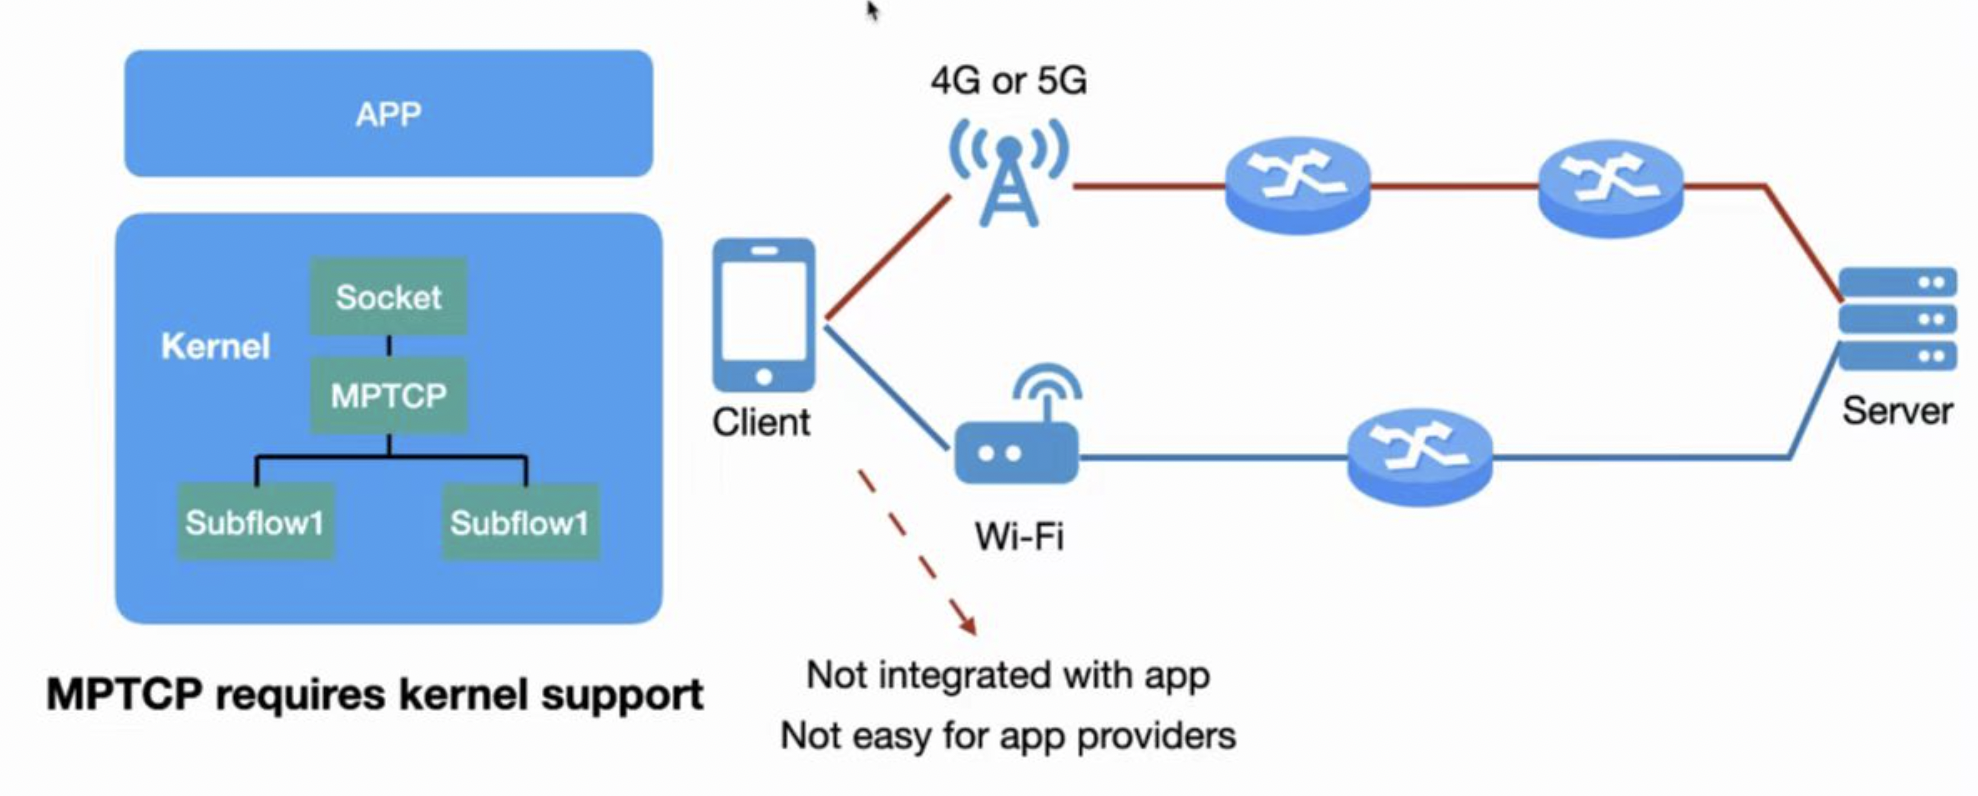 APP
Kernel
Socket
MPTCP
Subflow1
Subflow1
MPTCP requires kernel support
4G or 5G
Client
Wi-Fi
Server
Not integrated with app
Not easy for app providers